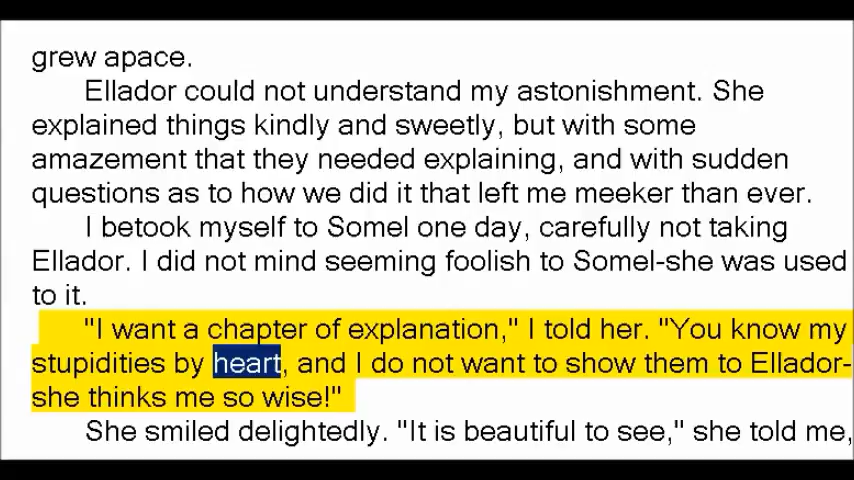 grew apace.
Ellador could not understand my astonishment. She
explained things kindly and sweetly, but with some
amazement that they needed explaining, and with sudden
questions as to how we did it that left me meeker than ever.
I betook myself to Somel one day, carefully not taking
Ellador. I did not mind seeming foolish to Somel-she was used
to it.
"I want a chapter of explanation," I told her. "You know my
stupidities by heart, and I do not want to show them to Ellador-
she thinks me so wise!"
She smiled delightedly. "It is beautiful to see," she told me,